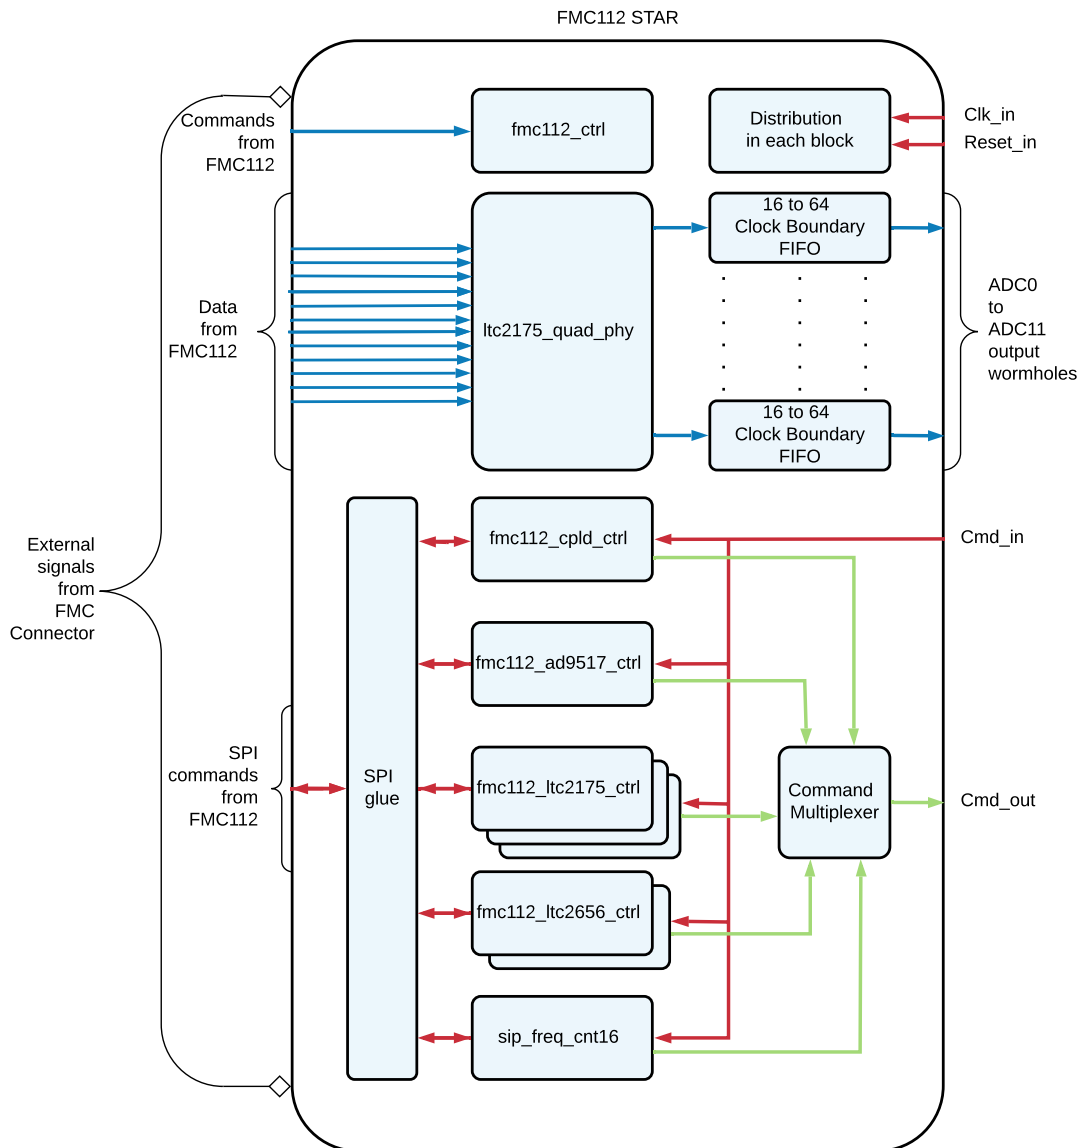 FMC112 STAR
Commands
from
FMC112
fmc112_ctrl
Distribution
in each block
Clk_in
Reset_in
Data
from
FMC112
ltc2175_quad_phy
16 to 64
Clock Boundary
FIFO
16 to 64
Clock Boundary
FIFO
ADC0
to
ADC11
output
wormholes
External
signals
from
FMC
Connector
SPI
commands
from
FMC112
SPI
glue
fmc112_cpld_ctrl
Cmd_in
fmc112_ad9517_ctrl
fmc112_ltc2175_ctrl
Command
Multiplexer
Cmd_out
fmc112_ltc2656_ctrl
sip_freq_cnt16